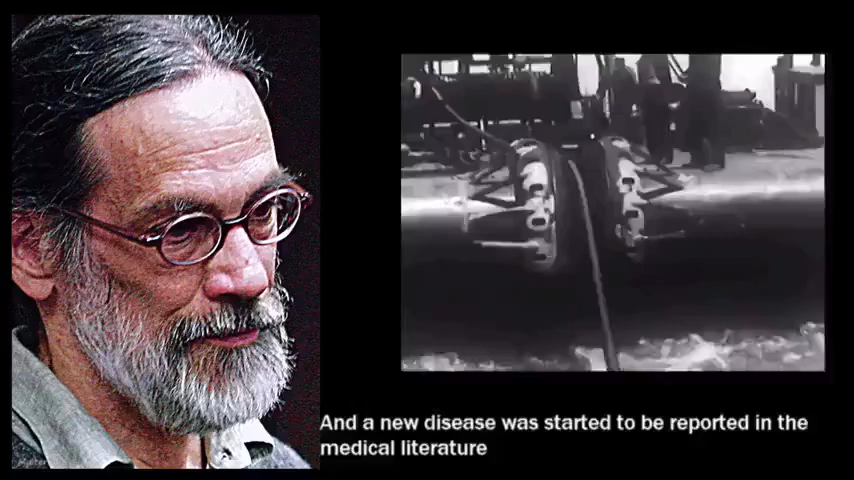 And a new disease was started to be reported in the
medical literature